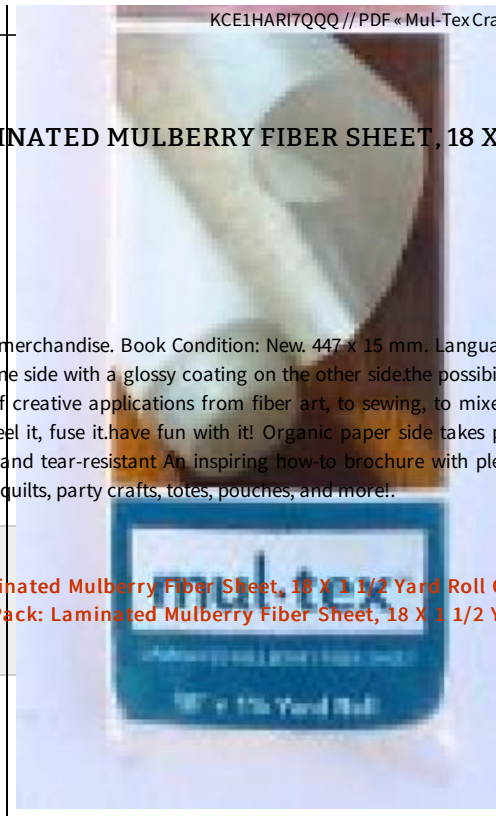 KCE1HARI7QQQ // PDF « Mul-Tex Cra
INATED MULBERRY FIBER SHEET, 18 X
merchandise. Book Condition: New. 447 x 15 mm. Langua
ne side with a glossy coating on the other side.the possibi
f creative applications from fiber art, to sewing, to mixe
eel it, fuse it.have fun with it! Organic paper side takes p
and tear-resistant An inspiring how-to brochure with ple
quilts, party crafts, totes, pouches, and more!.
mul·tex
inated Mulberry Fiber Sheet, 18 X 1 1/2 Yard Roll
Pack: Laminated Mulberry Fiber Sheet, 18 X 1 1/2 Y
LAMINATED MULBERRY FIBER SHEET
18" x 1½ Yard Roll